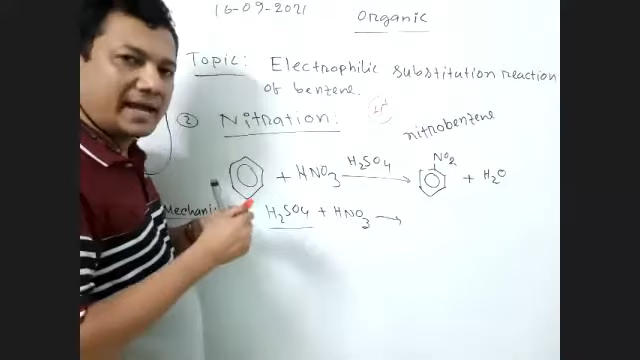 16-09-2021
Organic
Topic: Electrophilic substitution reaction
of benzene.
② Nitration:
nitrobenzene
+ HNO3 H2SO4 → NO2 + H2O
H2SO4 + HNO3 →